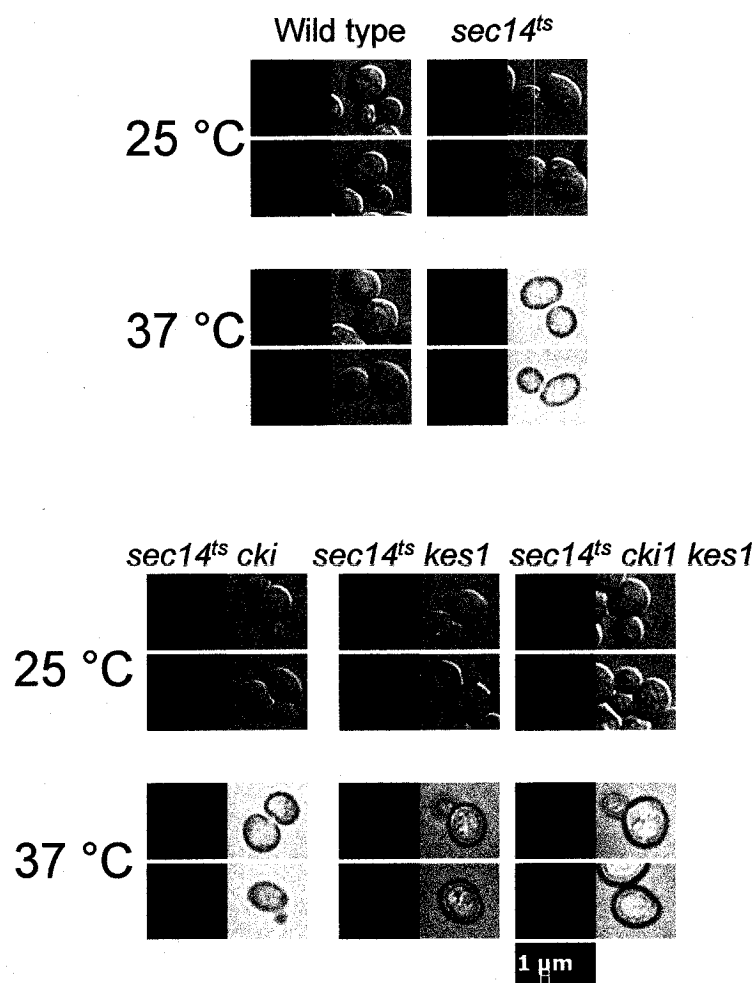 Wild type sec14ts
25 °C
37 °C
sec14ts cki sec14ts kes1 sec14ts cki1 kes1
25 °C
37 °C
1 μm